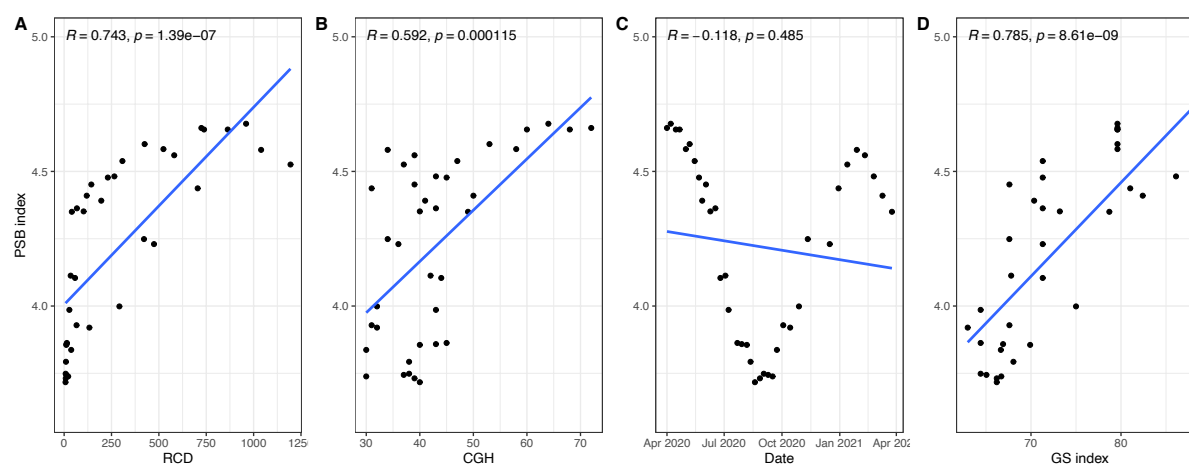 A
B
C
D
R = 0.743, p = 1.39e−07
R = 0.592, p = 0.000115
R = −0.118, p = 0.485
R = 0.785, p = 8.61e−09
PSB index
5.0
4.5
4.0
0 250 500 750 1000 125
RCD
5.0
4.5
4.0
30 40 50 60 70
CGH
5.0
4.5
4.0
Apr 2020 Jul 2020 Oct 2020 Jan 2021 Apr 202
Date
5.0
4.5
4.0
70 80
GS index